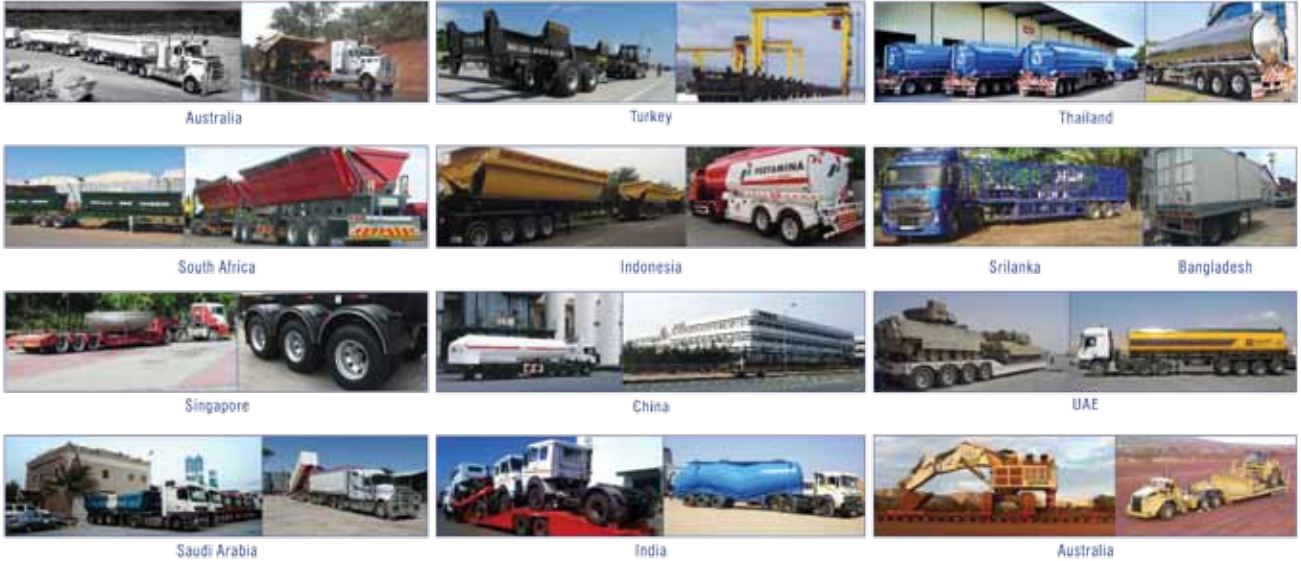 Australia
Turkey
Thailand
PERTAMINA
South Africa
Indonesia
Srilanka
Bangladesh
Singapore
China
UAE
Saudi Arabia
India
Australia